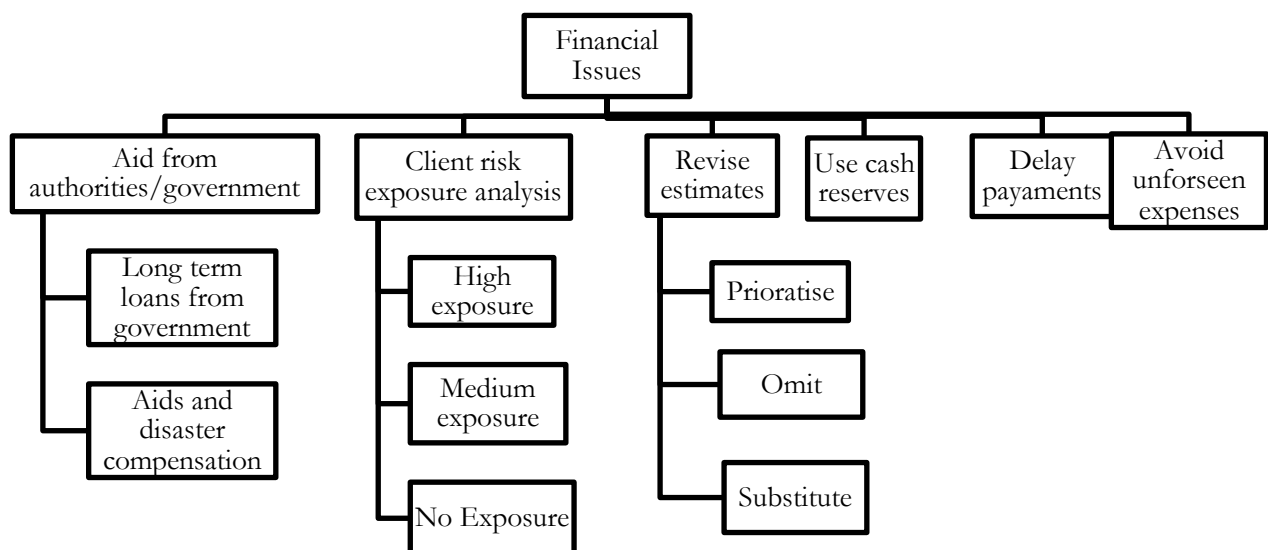 Financial
Issues
Aid from
authorities/government
Client risk
exposure analysis
Revise
estimates
Use cash
reserves
Delay
payaments
Avoid
unforseen
expenses
Long term
loans from
government
Aids and
disaster
compensation
High
exposure
Medium
exposure
No Exposure
Prioratise
Omit
Substitute